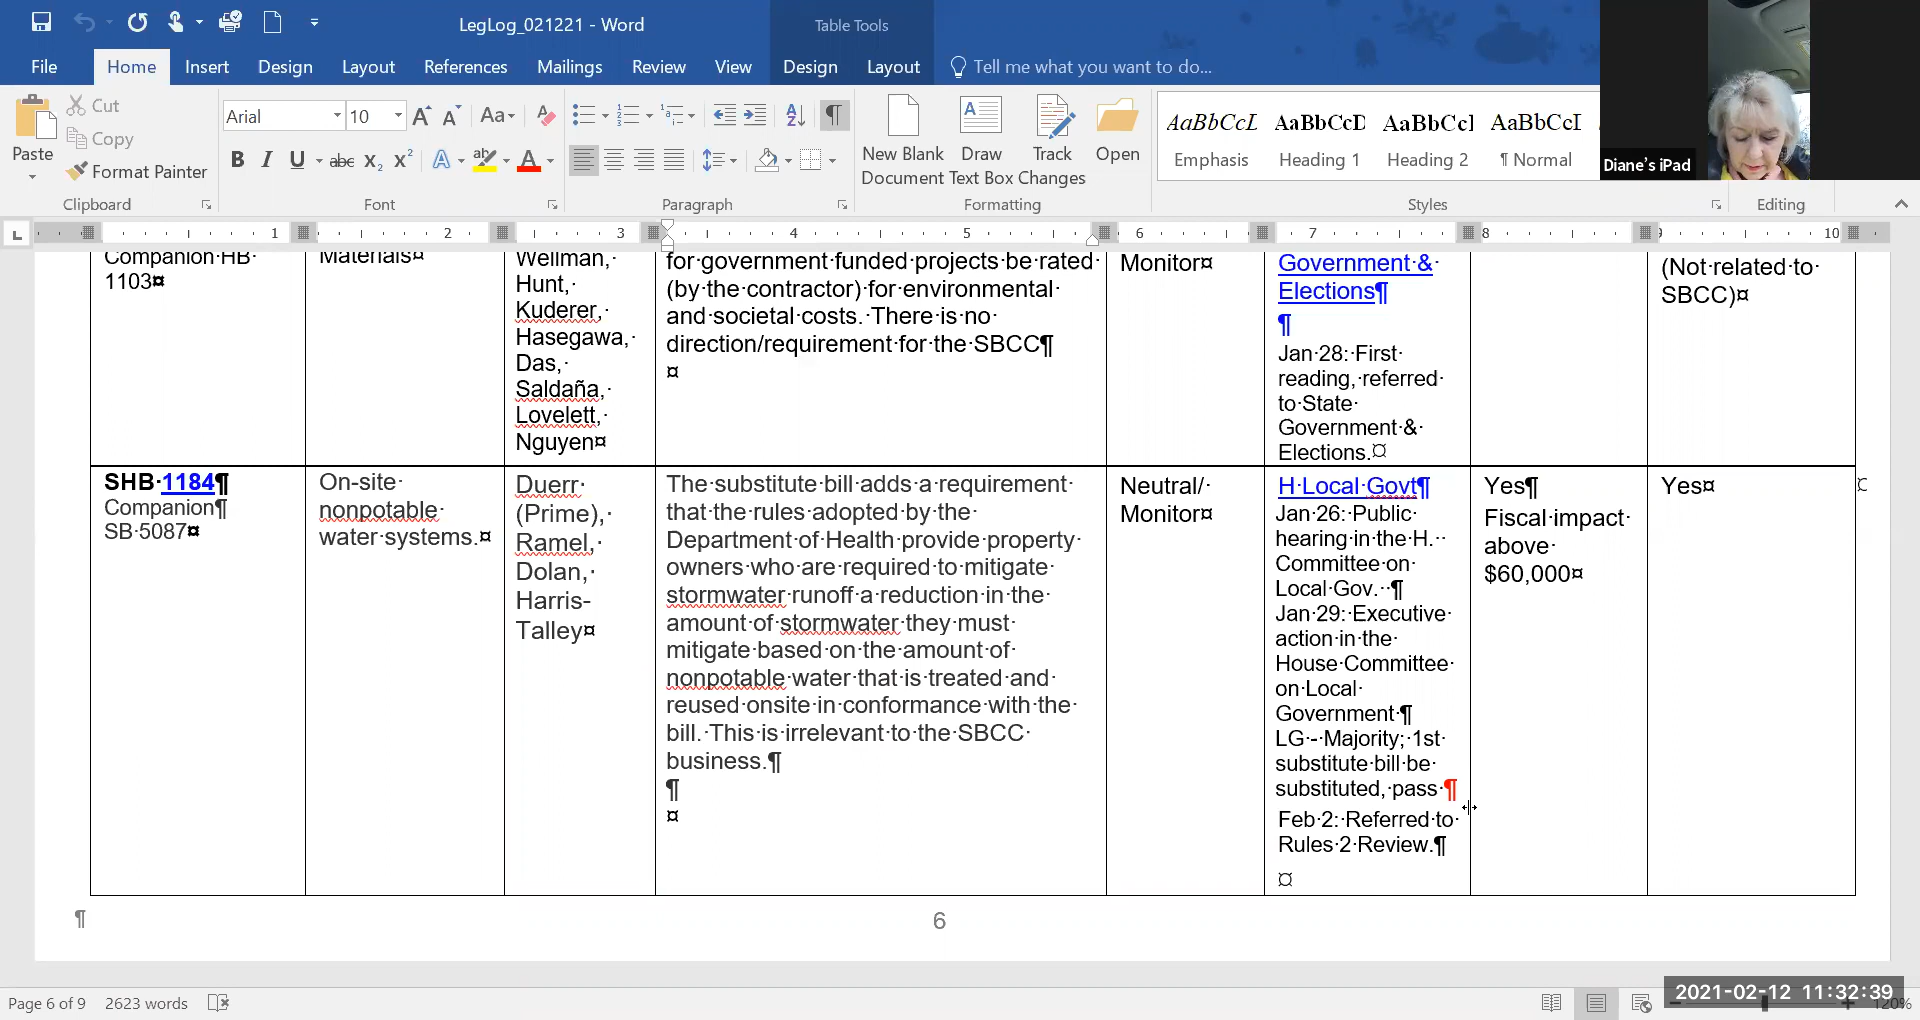 LegLog_021221 - Word
Table Tools
File
Home
Insert
Design
Layout
References
Mailings
Review
View
Design
Layout
Tell me what you want to do...
Paste
Cut
Copy
Format Painter
Clipboard
Arial
10
Font
Paragraph
New Blank
Document
Draw
Text Box
Track
Changes
Open
Formatting
AaBbCcL
Emphasis
AaBbCcD
Heading 1
AaBbCcI
Heading 2
AaBbCcI
¶ Normal
Styles
Editing
Diane's iPad
1 2 3 4 5 6 7 8 9 10
Companion·HB·
1103¤
Materials¤
Wellman,·
Hunt,·
Kuderer,·
Hasegawa,·
Das,·
Saldaña,·
Lovelett,·
Nguyen¤
for·government·funded·projects·be·rated·
(by·the·contractor)·for·environmental·
and·societal·costs.··There·is·no·
direction/requirement·for·the·SBCC¶
¤
Monitor¤
Government·&·
Elections¶
¶
Jan·28:·First·
reading,·referred·
to·State·
Government·&·
Elections.¤
(Not·related·to·
SBCC)¤
SHB·1184¶
Companion¶
SB·5087¤
On-site·
nonpotable·
water·systems.¤
Duerr·
(Prime),·
Ramel,·
Dolan,·
Harris-
Talley¤
The·substitute·bill·adds·a·requirement·
that·the·rules·adopted·by·the·
Department·of·Health·provide·property·
owners·who·are·required·to·mitigate·
stormwater·runoff·a·reduction·in·the·
amount·of·stormwater·they·must·
mitigate·based·on·the·amount·of·
nonpotable·water·that·is·treated·and·
reused·onsite·in·conformance·with·the·
bill.··This·is·irrelevant·to·the·SBCC·
business.¶
¶
¤
Neutral/·
Monitor¤
H·Local·Govt¶
Jan·26:·Public·
hearing·in·the·H.··
Committee·on·
Local·Gov.··¶
Jan·29:·Executive·
action·in·the·
House·Committee·
on·Local·
Government·¶
LG·-·Majority;·1st·
substitute·bill·be·
substituted,·pass·¶
Feb·2:·Referred·to·
Rules·2·Review.¶
¤
Yes¶
Fiscal·impact·
above·
$60,000¤
Yes¤
¤
¶
6
Page 6 of 9
2623 words
2021-02-12 11:32:39
120%